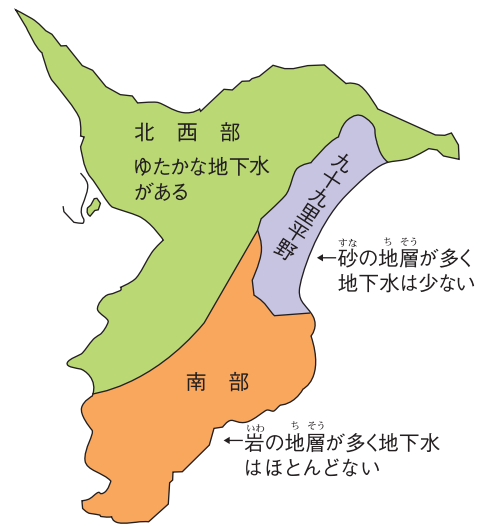 北西部
ゆたかな地下水
がある
九十九里平野
すな ち そう
←砂の地層が多く
地下水は少ない
南部
いわ ち そう
←岩の地層が多く地下水
はほとんどない